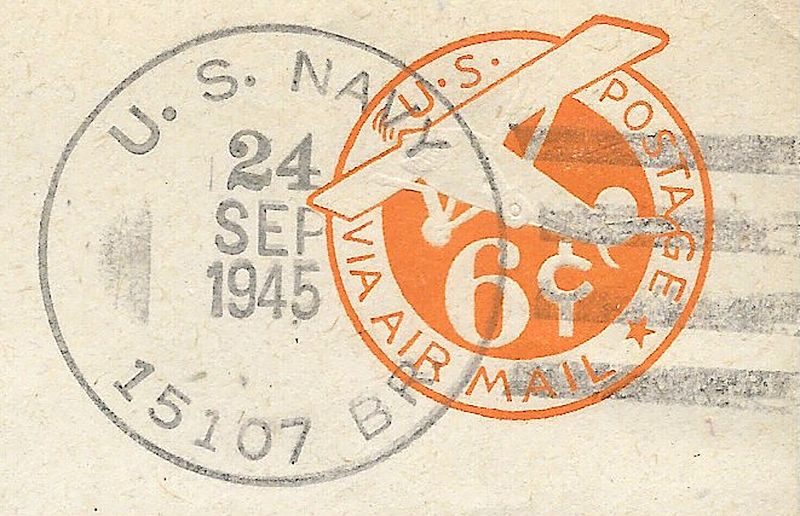 U. S. NAVY
24
SEP
1945
15107 BR
U.S. POSTAGE
6¢
VIA AIR MAIL